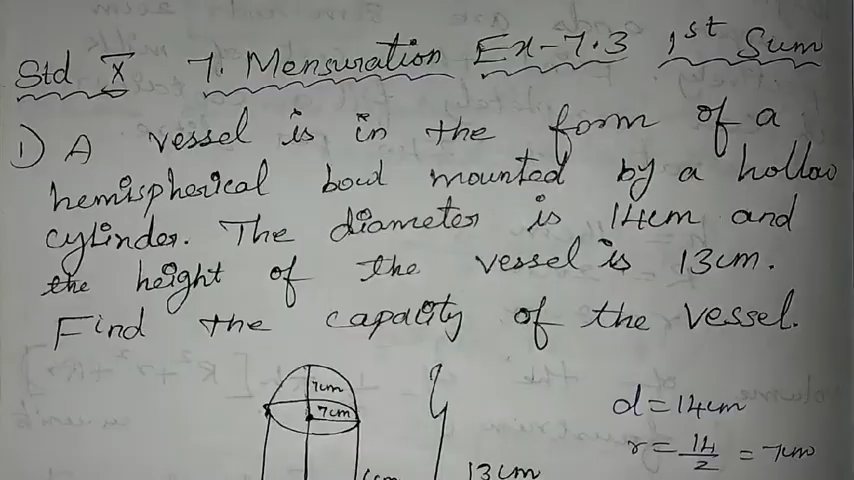 Std X 7. Mensuration Ex-7.3 1st Sum
1) A vessel is in the form of a
hemispherical bowl mounted by a hollow
cylinder. The diameter is 14cm and
the height of the vessel is 13cm.
Find the capacity of the vessel.
7cm
7cm
d = 14cm
r = 14/2 = 7cm
13cm